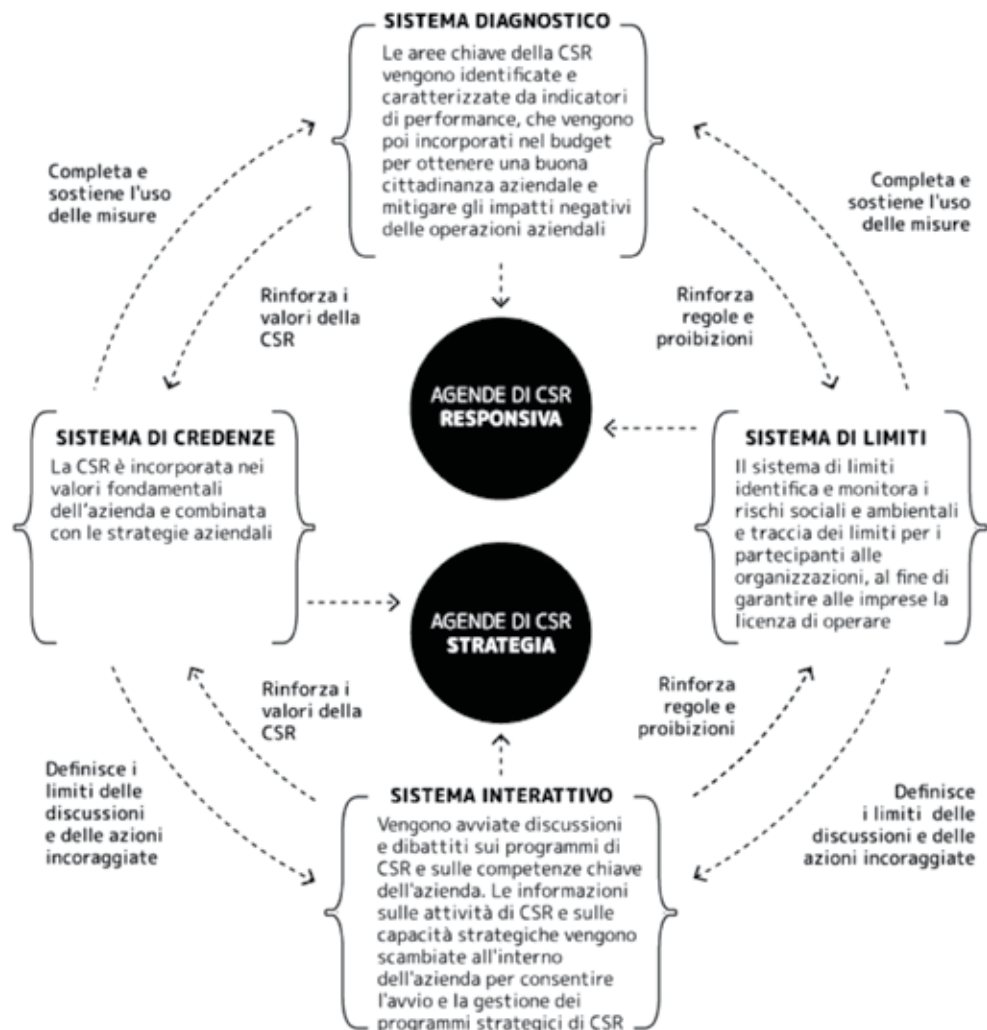 SISTEMA DIAGNOSTICO
Le aree chiave della CSR
vengono identificate e
caratterizzate da indicatori
di performance, che vengono
poi incorporati nel budget
per ottenere una buona
cittadinanza aziendale e
mitigare gli impatti negativi
delle operazioni aziendali
Completa e
sostiene l'uso
delle misure
Completa e
sostiene l'uso
delle misure
Rinforza i
valori della
CSR
Rinforza
regole e
proibizioni
AGENDE DI CSR
RESPONSIVA
SISTEMA DI CREDENZE
La CSR è incorporata nei
valori fondamentali
dell'azienda e combinata
con le strategie aziendali
SISTEMA DI LIMITI
Il sistema di limiti
identifica e monitora i
rischi sociali e ambientali
e traccia dei limiti per i
partecipanti alle
organizzazioni, al fine di
garantire alle imprese la
licenza di operare
AGENDE DI CSR
STRATEGIA
Rinforza i
valori della
CSR
Rinforza
regole e
proibizioni
Definisce i
limiti delle
discussioni
e delle azioni
incoraggiate
Definisce
i limiti delle
discussioni e delle
azioni incoraggiate
SISTEMA INTERATTIVO
Vengono avviate discussioni
e dibattiti sui programmi di
CSR e sulle competenze chiave
dell'azienda. Le informazioni
sulle attività di CSR e sulle
capacità strategiche vengono
scambiate all'interno
dell'azienda per consentire
l'avvio e la gestione dei
programmi strategici di CSR